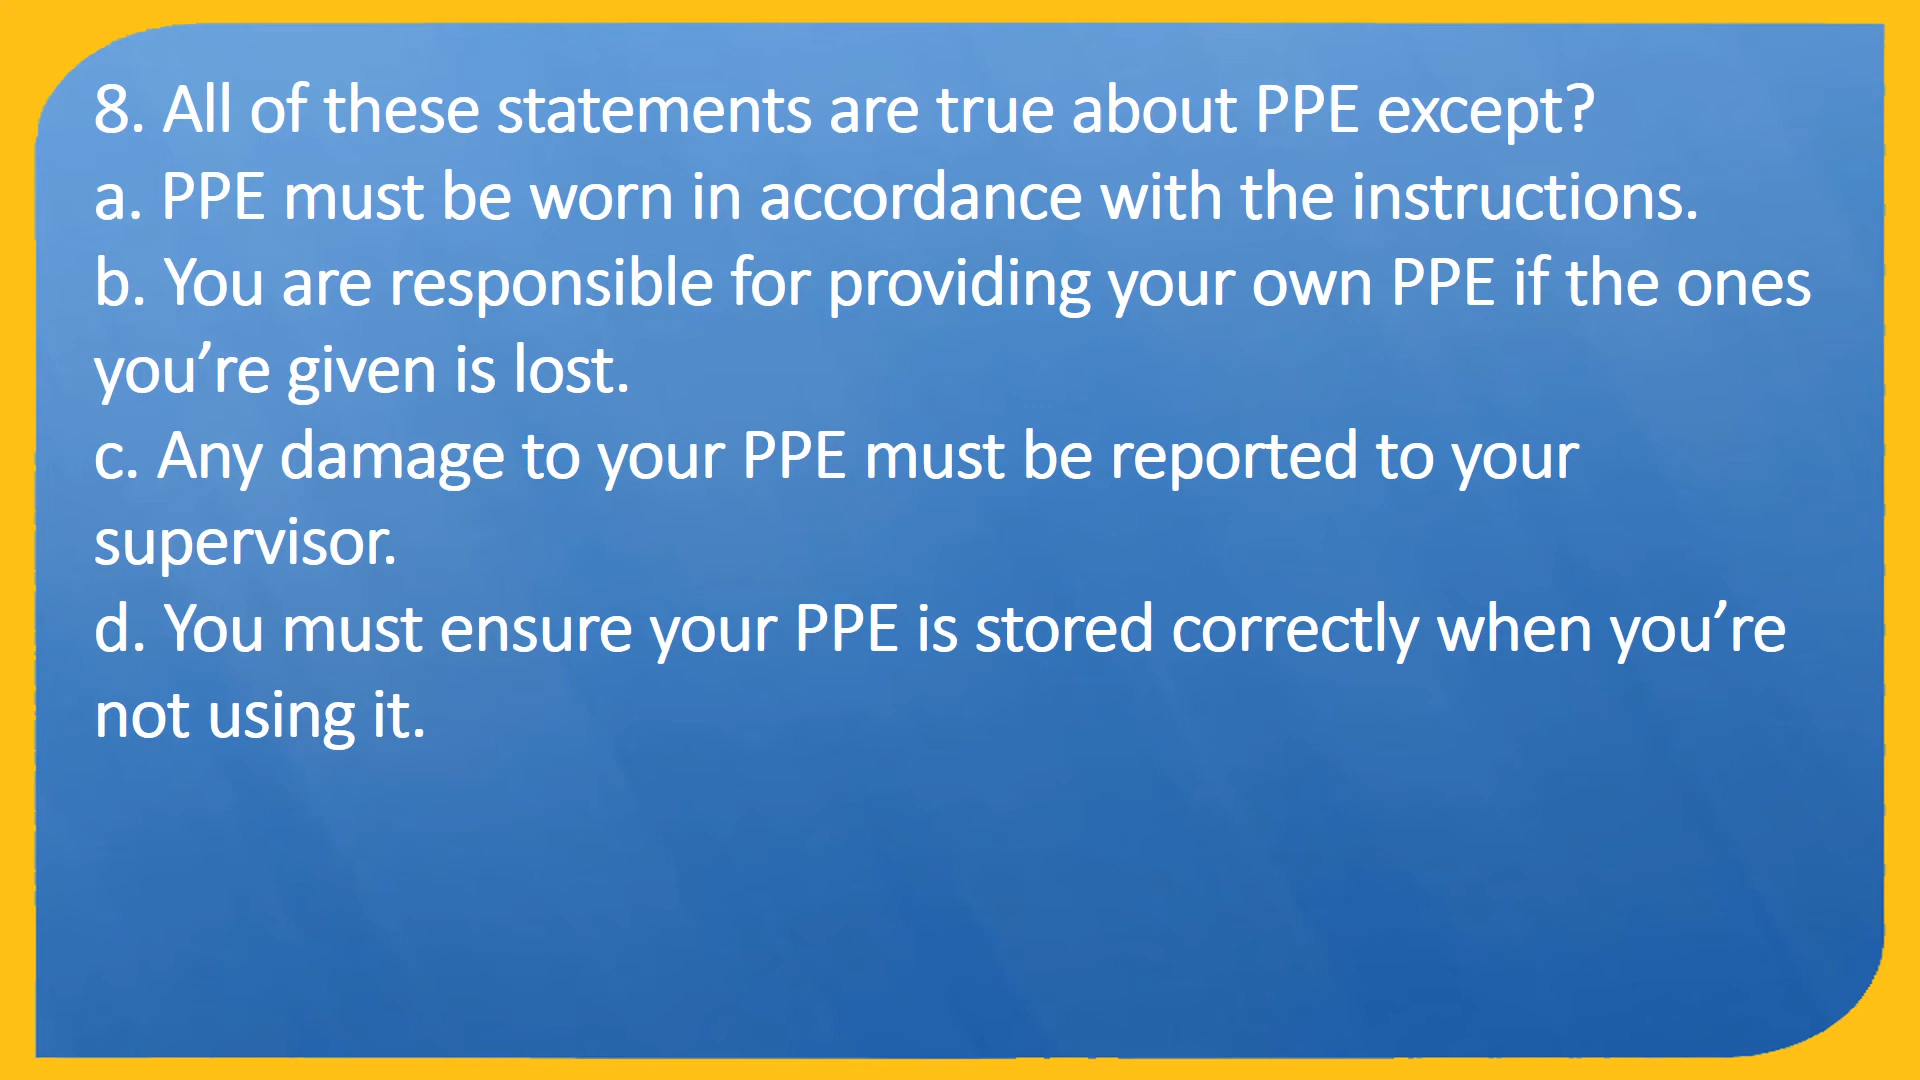 8. All of these statements are true about PPE except?
a. PPE must be worn in accordance with the instructions.
b. You are responsible for providing your own PPE if the ones
you’re given is lost.
c. Any damage to your PPE must be reported to your
supervisor.
d. You must ensure your PPE is stored correctly when you’re
not using it.